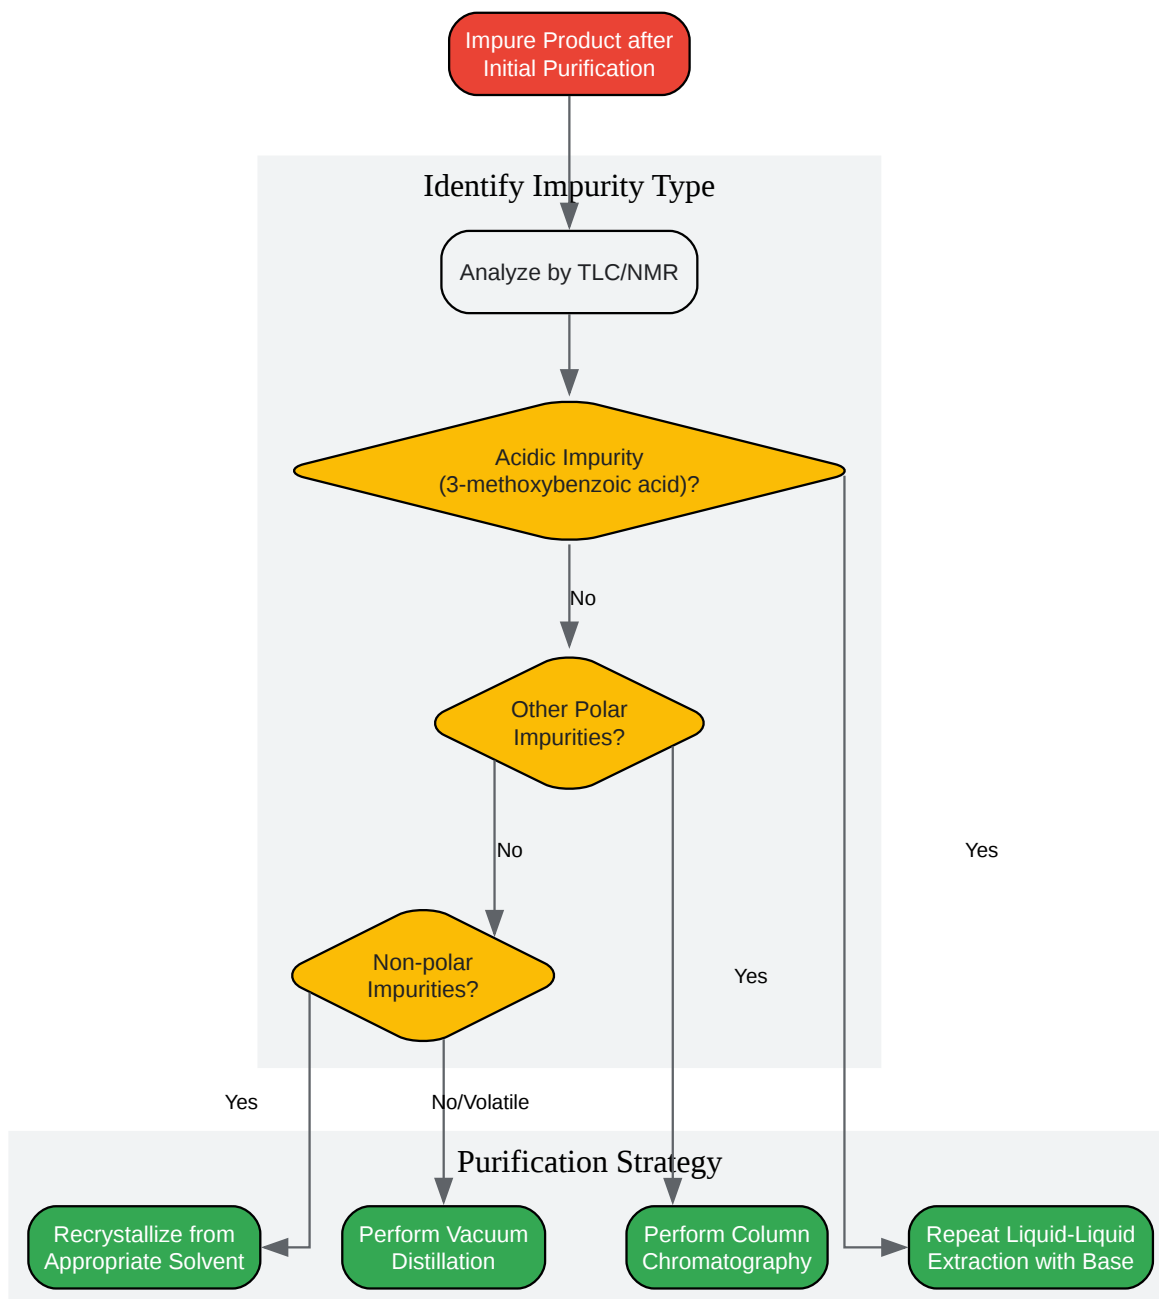 Impure Product after
Initial Purification
Identify Impurity Type
Analyze by TLC/NMR
Acidic Impurity
(3-methoxybenzoic acid)?
No
Other Polar
Impurities?
No
Yes
Non-polar
Impurities?
Yes
Yes
No/Volatile
Purification Strategy
Recrystallize from
Appropriate Solvent
Perform Vacuum
Distillation
Perform Column
Chromatography
Repeat Liquid-Liquid
Extraction with Base